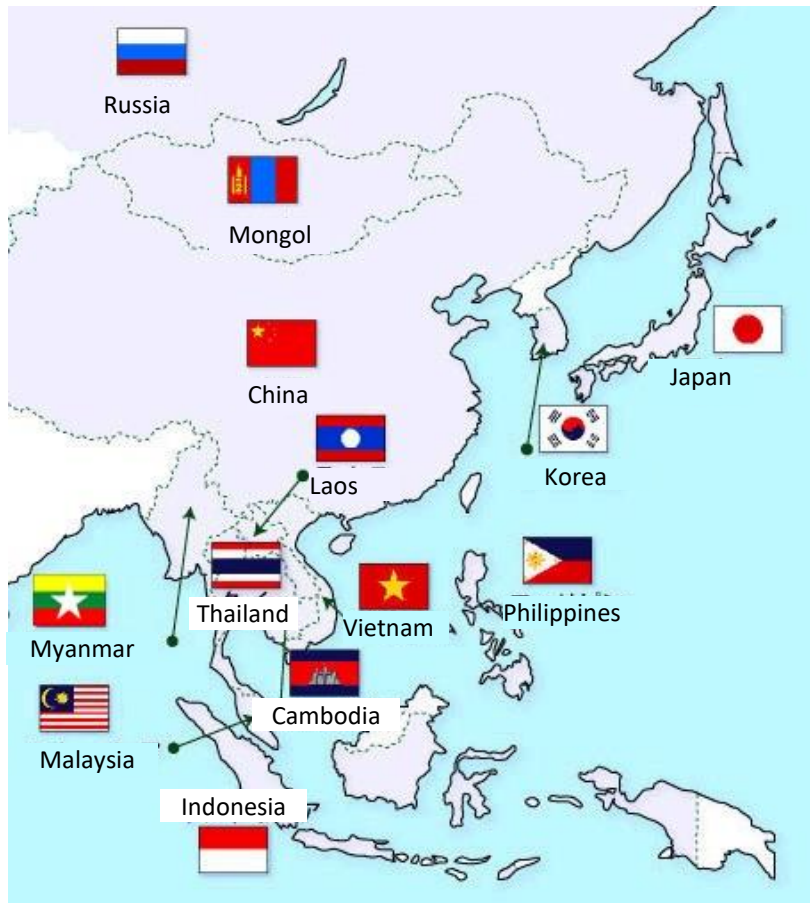 Russia
Mongol
China
Japan
Korea
Laos
Thailand
Vietnam
Philippines
Myanmar
Cambodia
Malaysia
Indonesia